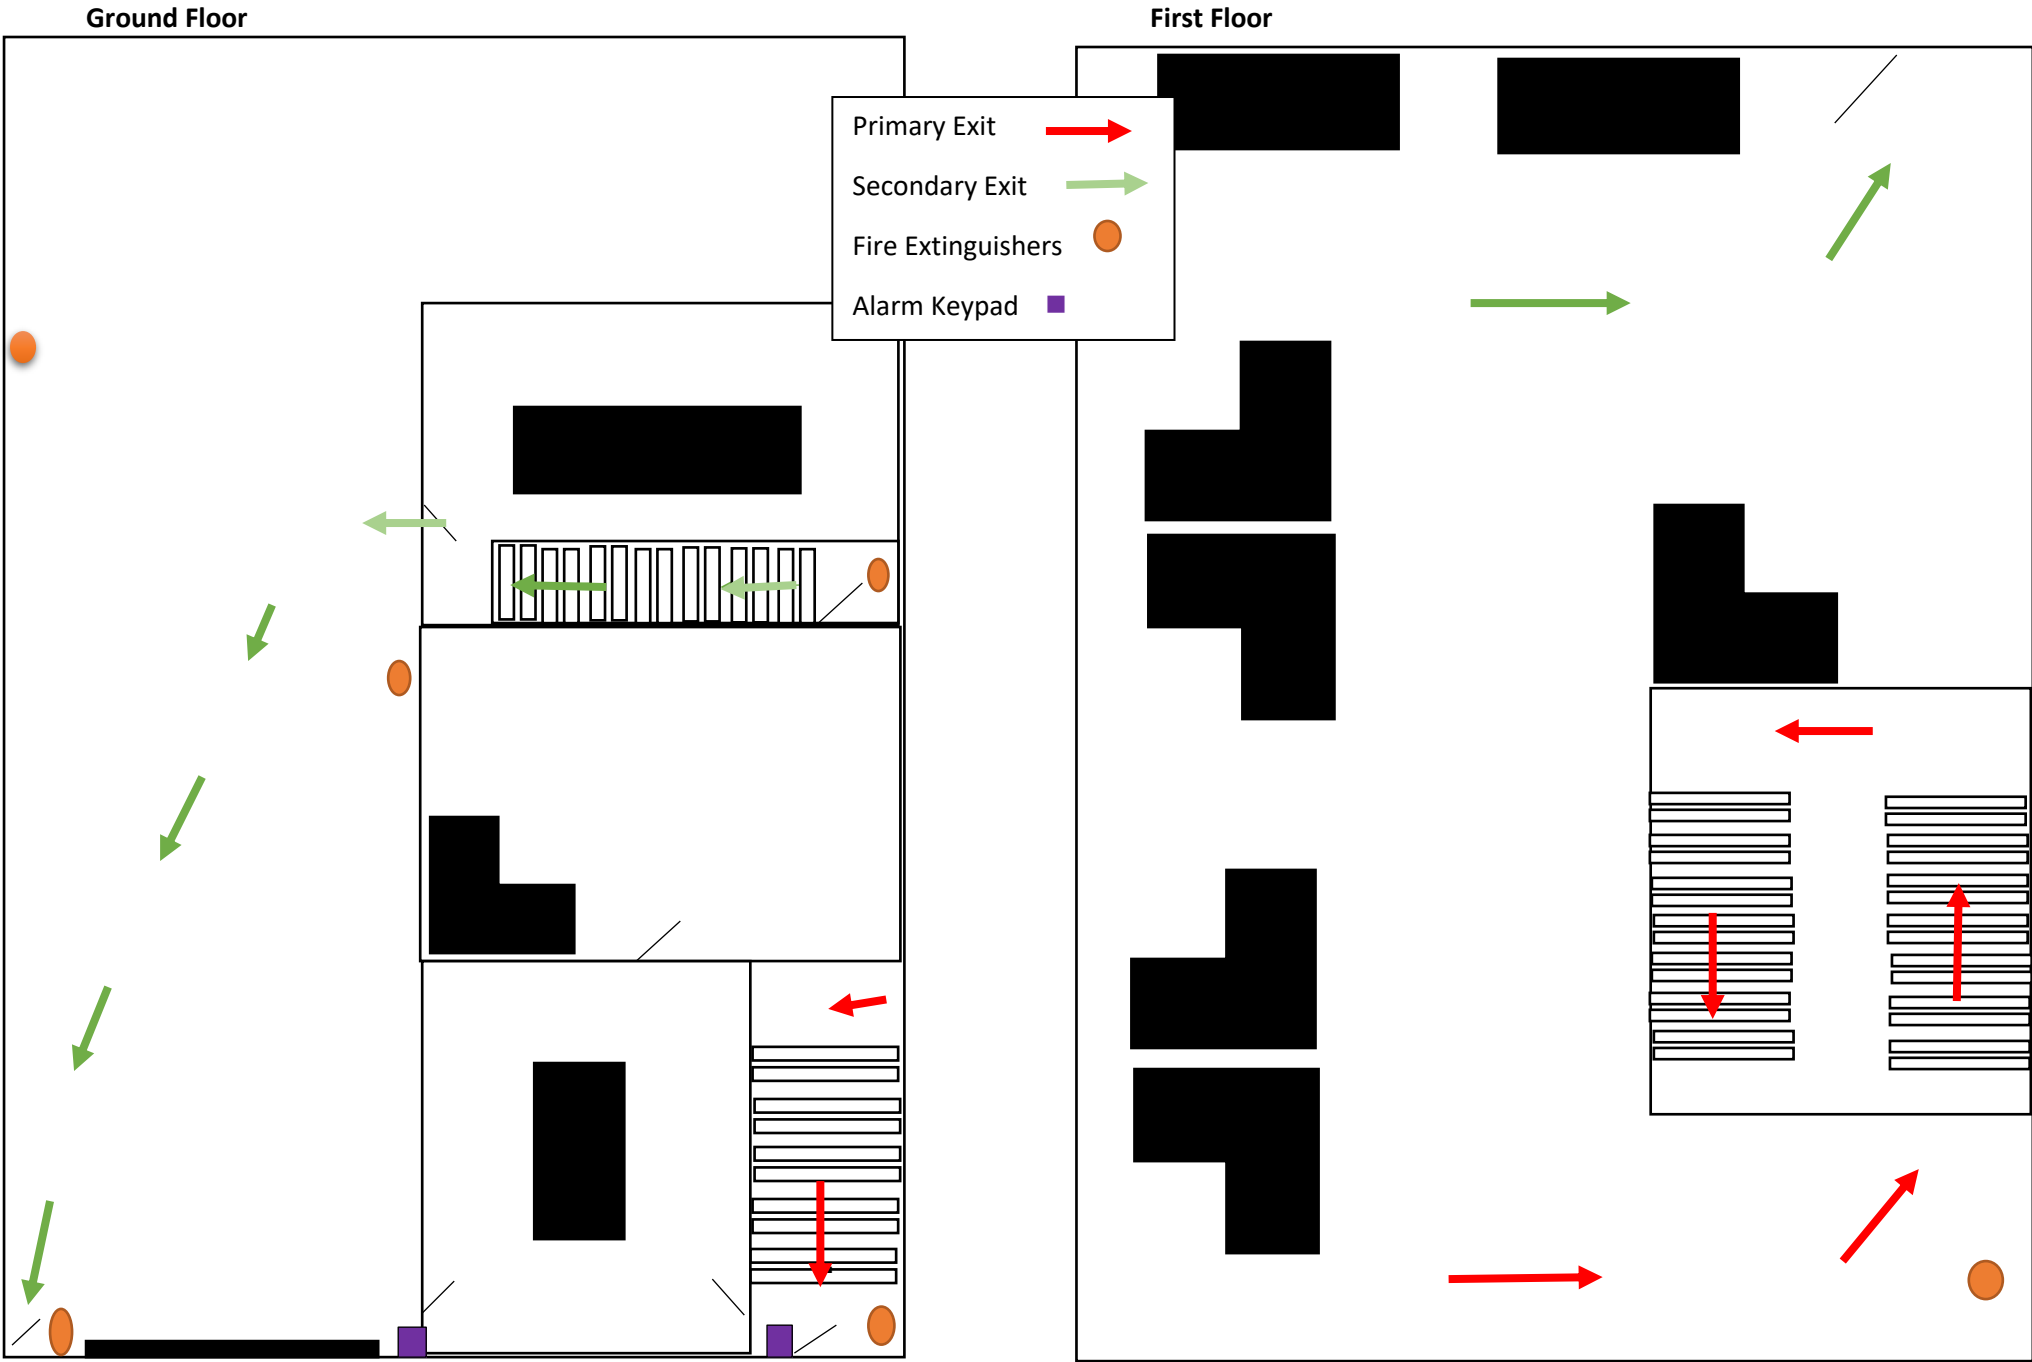 Ground Floor
First Floor
Primary Exit
Secondary Exit
Fire Extinguishers
Alarm Keypad